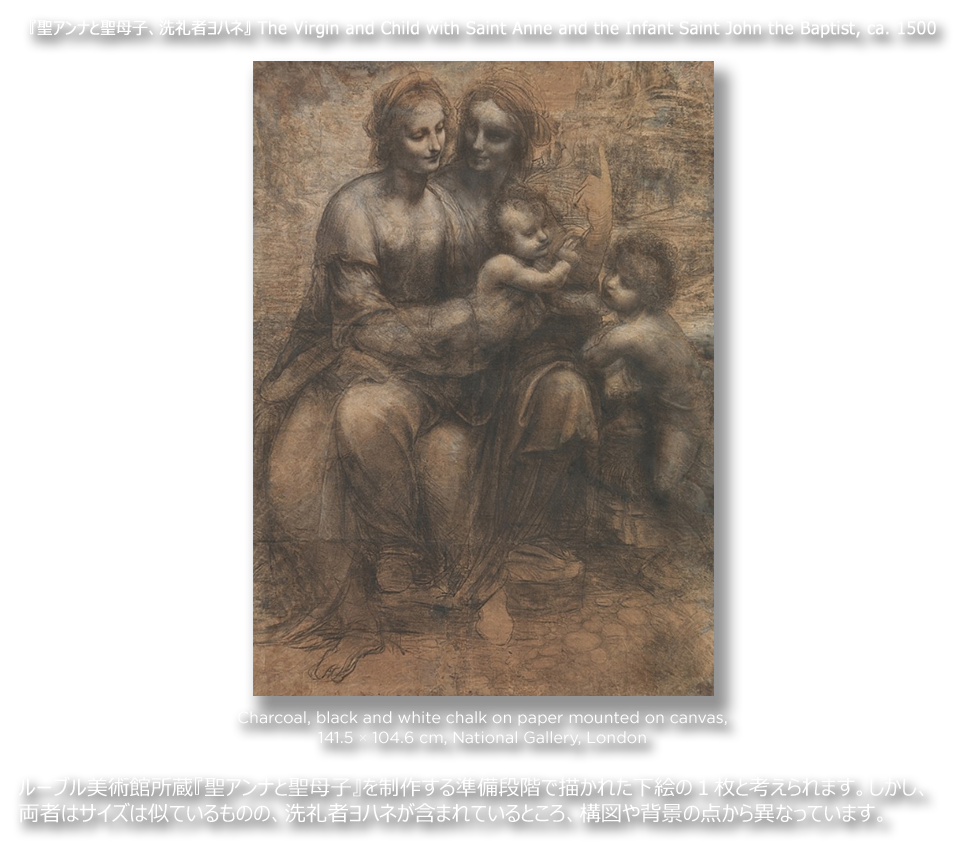 『聖アンナと聖母子、洗礼者ヨハネ』 The Virgin and Child with Saint Anne and the Infant Saint John the Baptist, ca. 1500
Charcoal, black and white chalk on paper mounted on canvas,
141.5 × 104.6 cm, National Gallery, London
ルーブル美術館所蔵『聖アンナと聖母子』を制作する準備段階で描かれた下絵の１枚と考えられます。しかし、
両者はサイズは似ているものの、洗礼者ヨハネが含まれているところ、構図や背景の点から異なっています。